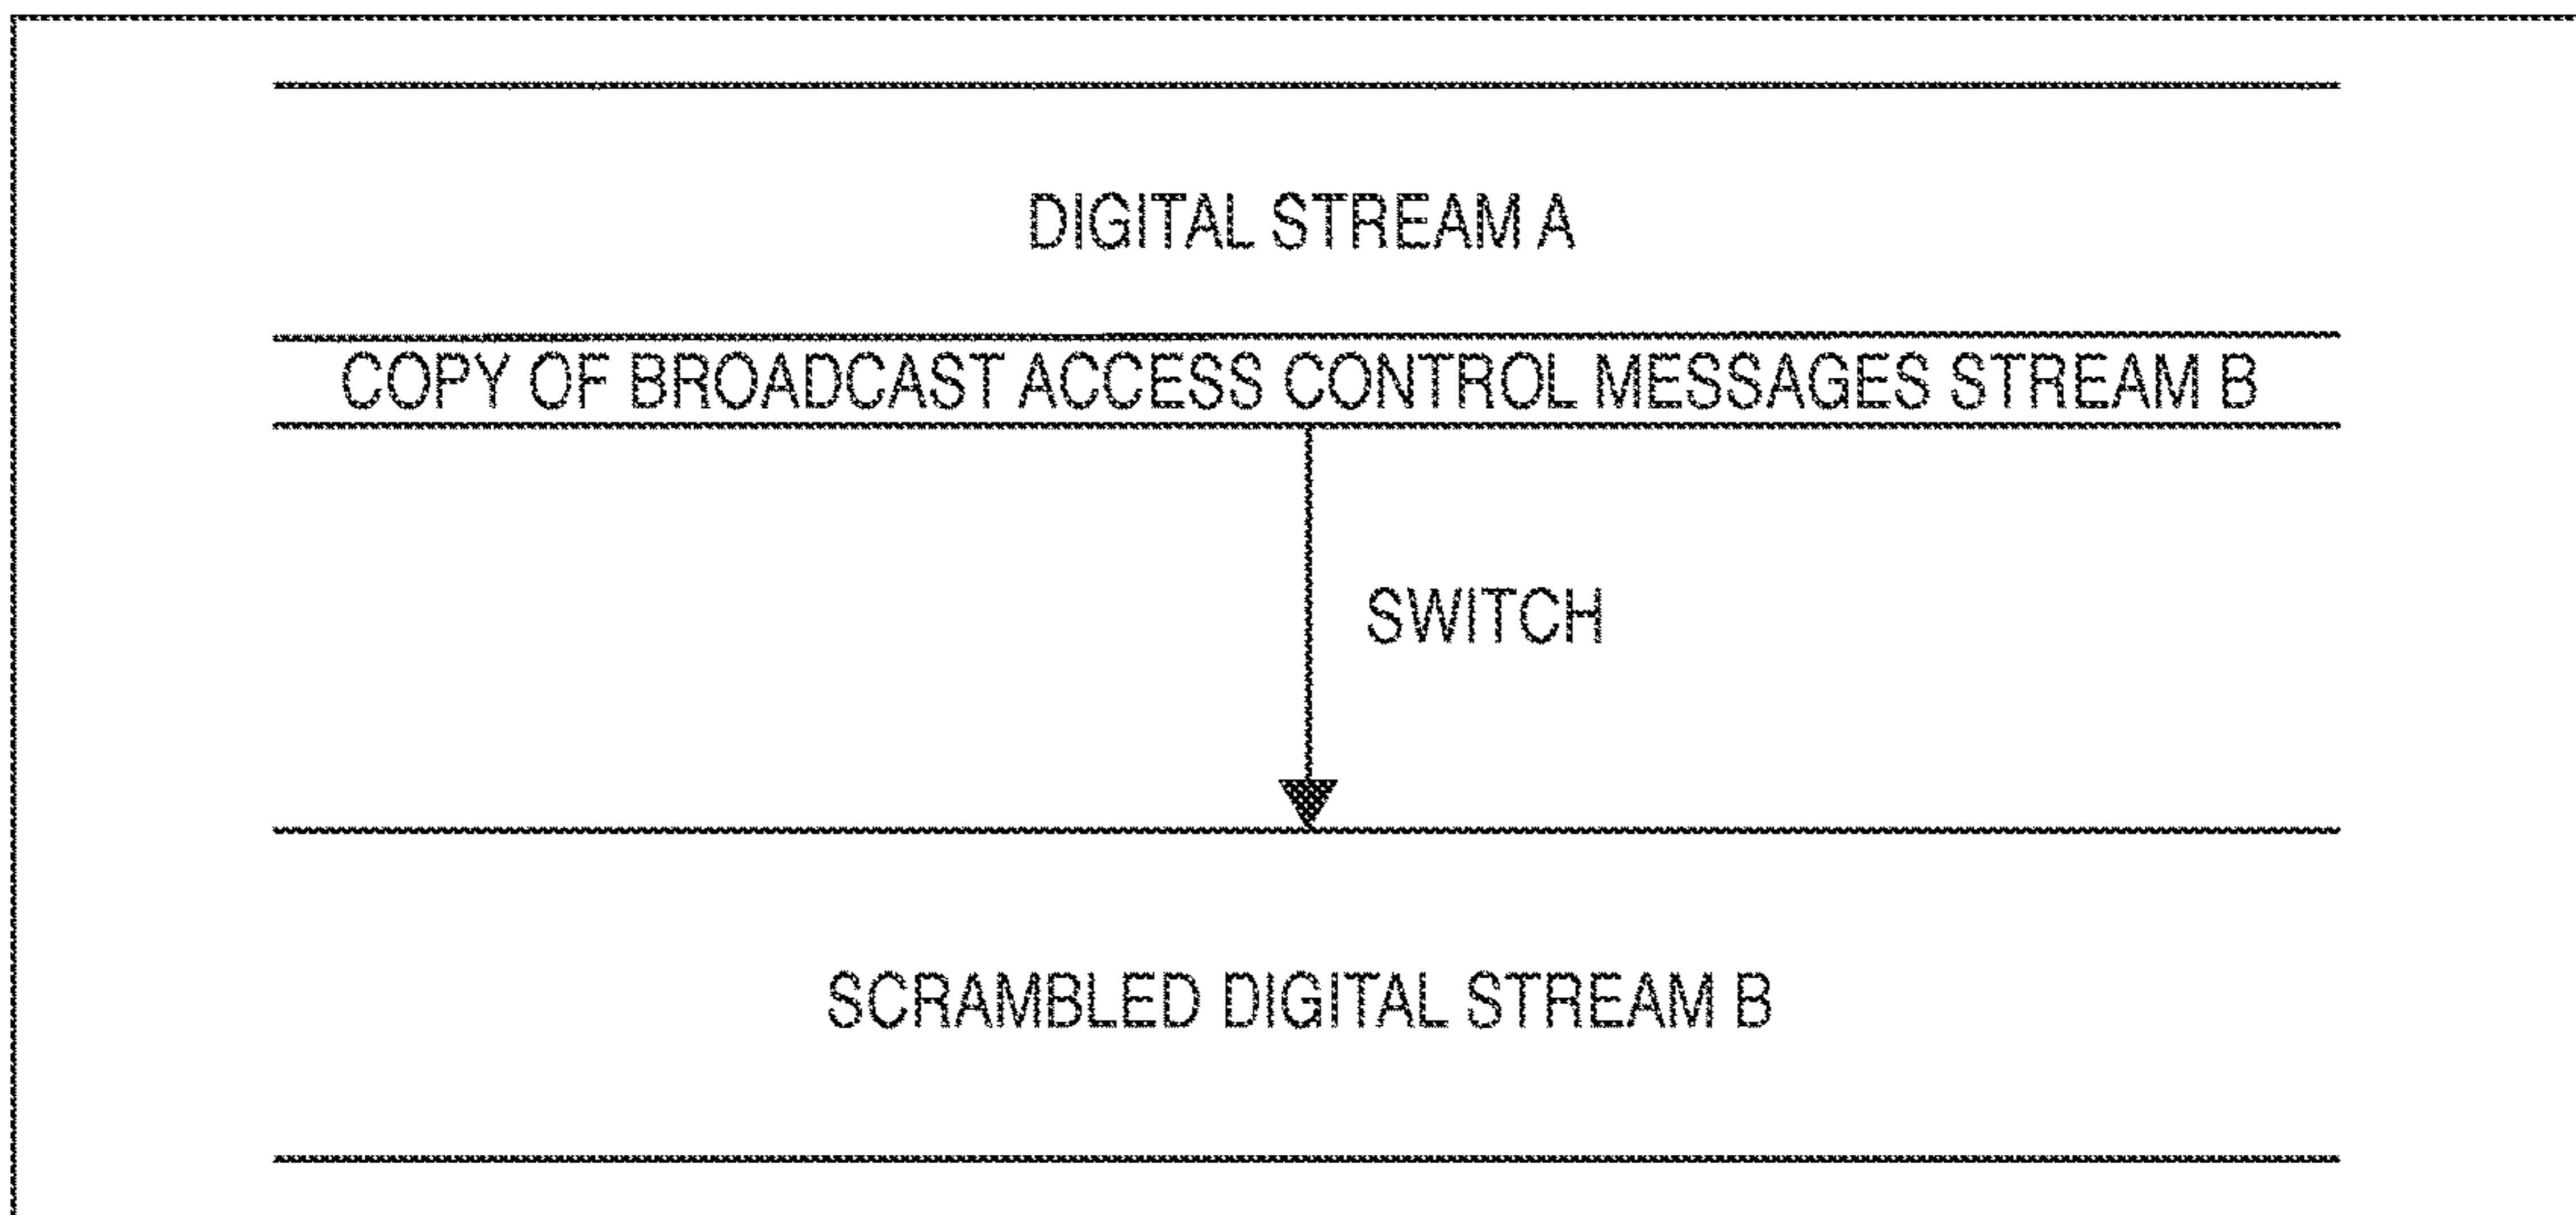 DIGITAL STREAM A
COPY OF BROADCAST ACCESS CONTROL MESSAGES STREAM B
SWITCH
SCRAMBLED DIGITAL STREAM B